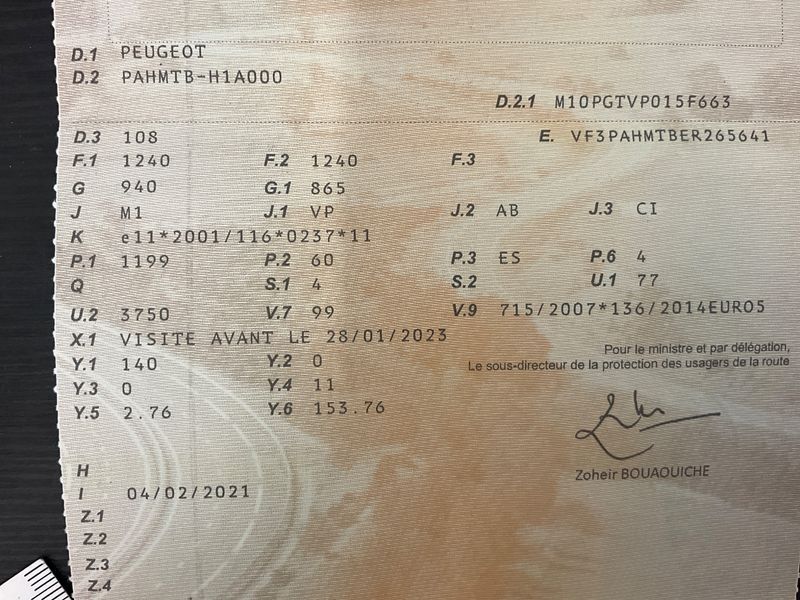 D.1 PEUGEOT
D.2 PAHMTB-H1A000
D.2.1 M10PGTVP015F663
D.3 108 E. VF3PAHMTBER265641
F.1 1240 F.2 1240 F.3
G 940 G.1 865
J M1 J.1 VP J.2 AB J.3 CI
K e11*2001/116*0237*11
P.1 1199 P.2 60 P.3 ES P.6 4
Q S.1 4 S.2 U.1 77
U.2 3750 V.7 99 V.9 715/2007*136/2014EURO5
X.1 VISITE AVANT LE 28/01/2023
Y.1 140 Y.2 0
Pour le ministre et par délégation,
Le sous-directeur de la protection des usagers de la route
Y.3 0 Y.4 11
Y.5 2.76 Y.6 153.76
Zoheir BOUAOUICHE
H
I 04/02/2021
Z.1
Z.2
Z.3
Z.4